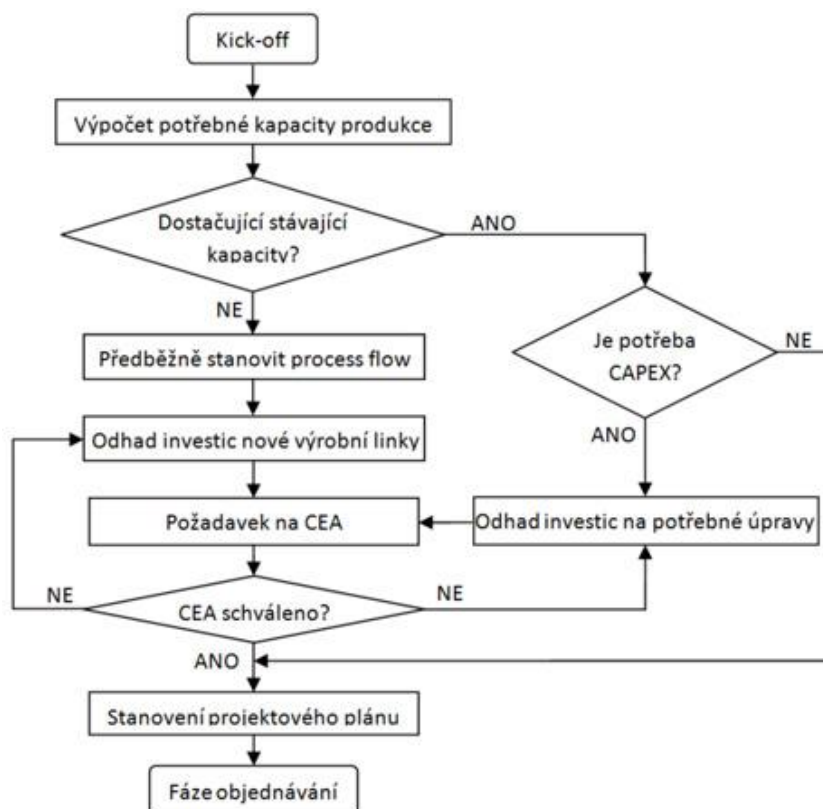 Kick-off
Výpočet potřebné kapacity produkce
Dostačující stávající
kapacity?
ANO
NE
Je potřeba
CAPEX?
NE
Předběžně stanovit process flow
ANO
Odhad investic nové výrobní linky
Požadavek na CEA
Odhad investic na potřebné úpravy
NE
CEA schváleno?
NE
ANO
Stanovení projektového plánu
Fáze objednávání